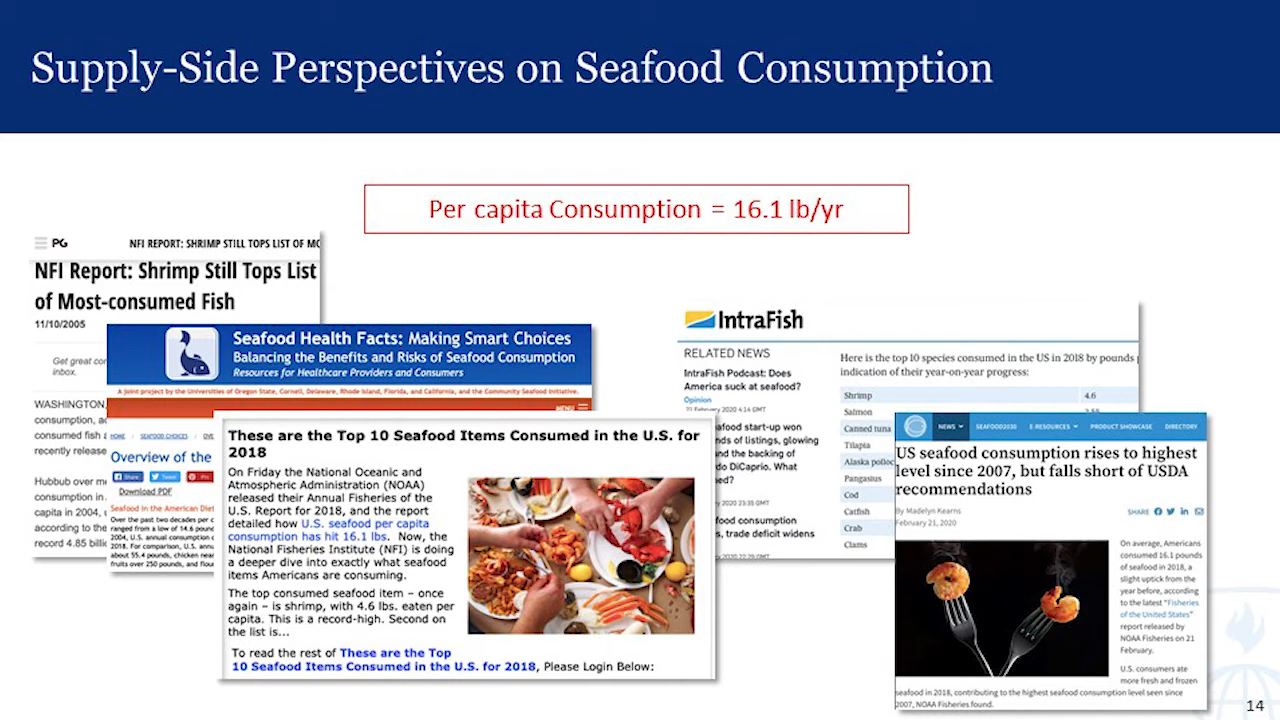 Supply-Side Perspectives on Seafood Consumption
Per capita Consumption = 16.1 lb/yr
PG
NFI REPORT: SHRIMP STILL TOPS LIST OF MO
NFI Report: Shrimp Still Tops List
of Most-consumed Fish
11/10/2005
Get great cor
inbox.
WASHINGTON,
consumption, ac
consumed fish a
recently release
Hubbub over me
consumption in
capita in 2004, u
according to the
record 4.85 billic
Seafood Health Facts: Making Smart Choices
Balancing the Benefits and Risks of Seafood Consumption
Resources for Healthcare Providers and Consumers
A joint project by the Universities of Oregon State, Cornell, Delaware, Rhode Island, Florida, and California, and the Community Seafood Initiative.
MENU
HOME / SEAFOOD CHOICES / OVE
Overview of the
Share Tweet Pin
Download PDF
Seafood in the American Diet
Over the past two decades per c
ranged from a low of 14.6 pound
2004. U.S. annual consumption o
2018. For comparison, U.S. annu
about 55.4 pounds, chicken near
fruits over 250 pounds, and flou
These are the Top 10 Seafood Items Consumed in the U.S. for
2018
On Friday the National Oceanic and
Atmospheric Administration (NOAA)
released their Annual Fisheries of the
U.S. Report for 2018, and the report
detailed how U.S. seafood per capita
consumption has hit 16.1 lbs. Now, the
National Fisheries Institute (NFI) is doing
a deeper dive into exactly what seafood
items Americans are consuming.
The top consumed seafood item – once
again – is shrimp, with 4.6 lbs. eaten per
capita. This is a record-high. Second on
the list is...
To read the rest of These are the Top
10 Seafood Items Consumed in the U.S. for 2018, Please Login Below:
IntraFish
RELATED NEWS
IntraFish Podcast: Does
America suck at seafood?
Opinion
21 February 2020 4:14 GMT
afood start-up won
nds of listings, glowing
nd the backing of
do DiCaprio. What
ned?
2020 23:35 GMT
food consumption
s, trade deficit widens
2020 22:29 GMT
Here is the top 10 species consumed in the US in 2018 by pounds p
indication of their year-on-year progress:
Shrimp 4.6
Salmon 2.55
Canned tuna
Tilapia
Alaska polloc
Pangasius
Cod
Catfish
Crab
Clams
NEWS SEAFOOD2030 E-RESOURCES PRODUCT SHOWCASE DIRECTORY
US seafood consumption rises to highest
level since 2007, but falls short of USDA
recommendations
By Madelyn Kearns
February 21, 2020
SHARE
On average, Americans
consumed 16.1 pounds
of seafood in 2018, a
slight uptick from the
year before, according
to the latest "Fisheries
of the United States"
report released by
NOAA Fisheries on 21
February.
U.S. consumers ate
more fresh and frozen
seafood in 2018, contributing to the highest seafood consumption level seen since
2007, NOAA Fisheries found.
14